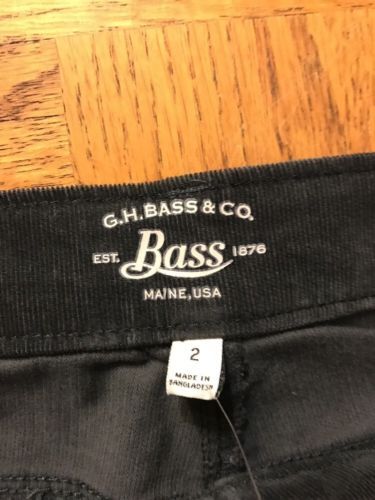 G.H. BASS & CO.
EST. Bass 1876
MAINE, USA
2
MADE IN
BANGLADESH